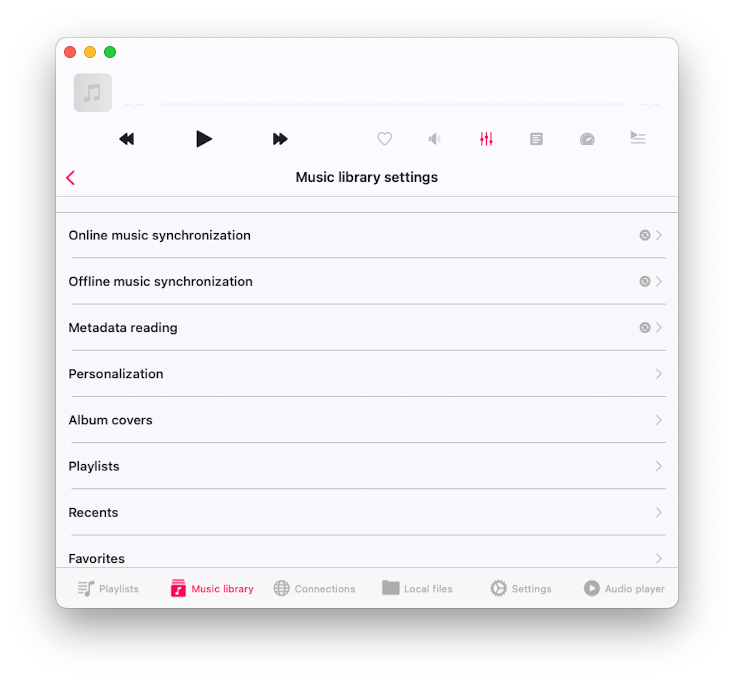 --:--
--:--
Music library settings
Online music synchronization
Offline music synchronization
Metadata reading
Personalization
Album covers
Playlists
Recents
Favorites
Playlists
Music library
Connections
Local files
Settings
Audio player